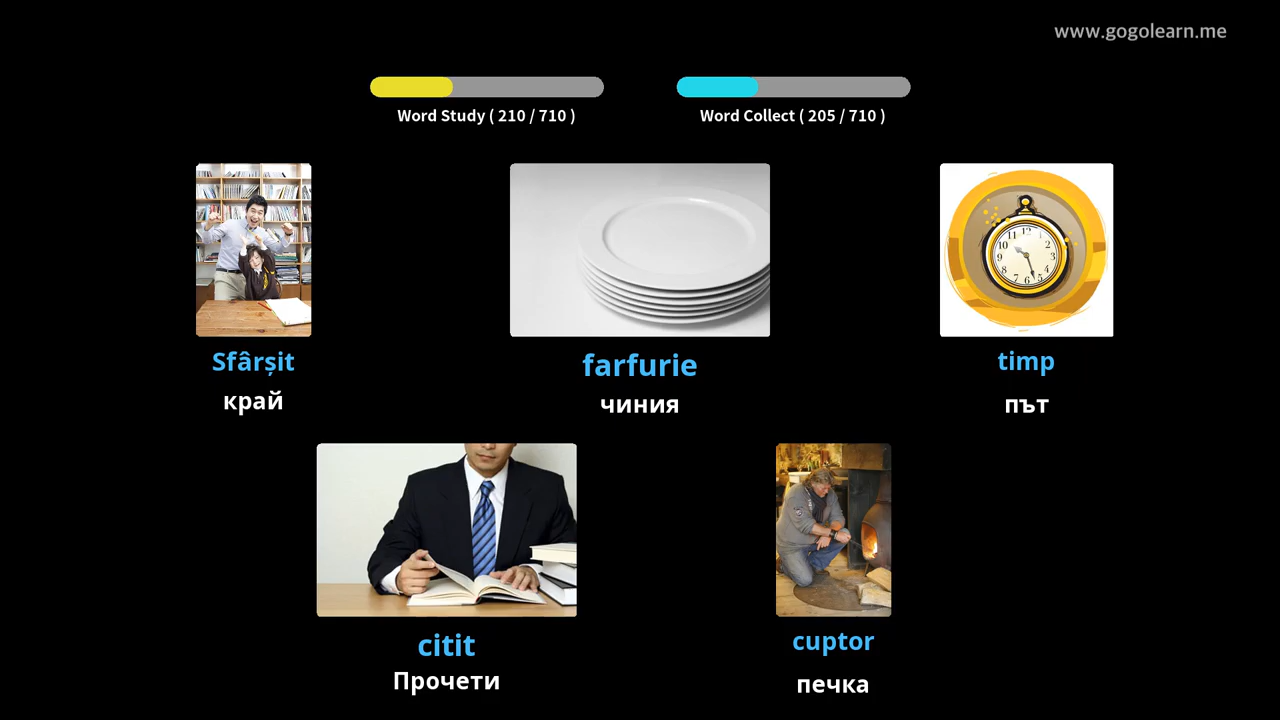 www.gogolearn.me
Word Study ( 210 / 710 )
Word Collect ( 205 / 710 )
Sfârșit
край
farfurie
чиния
timp
път
citit
Прочети
cuptor
печка